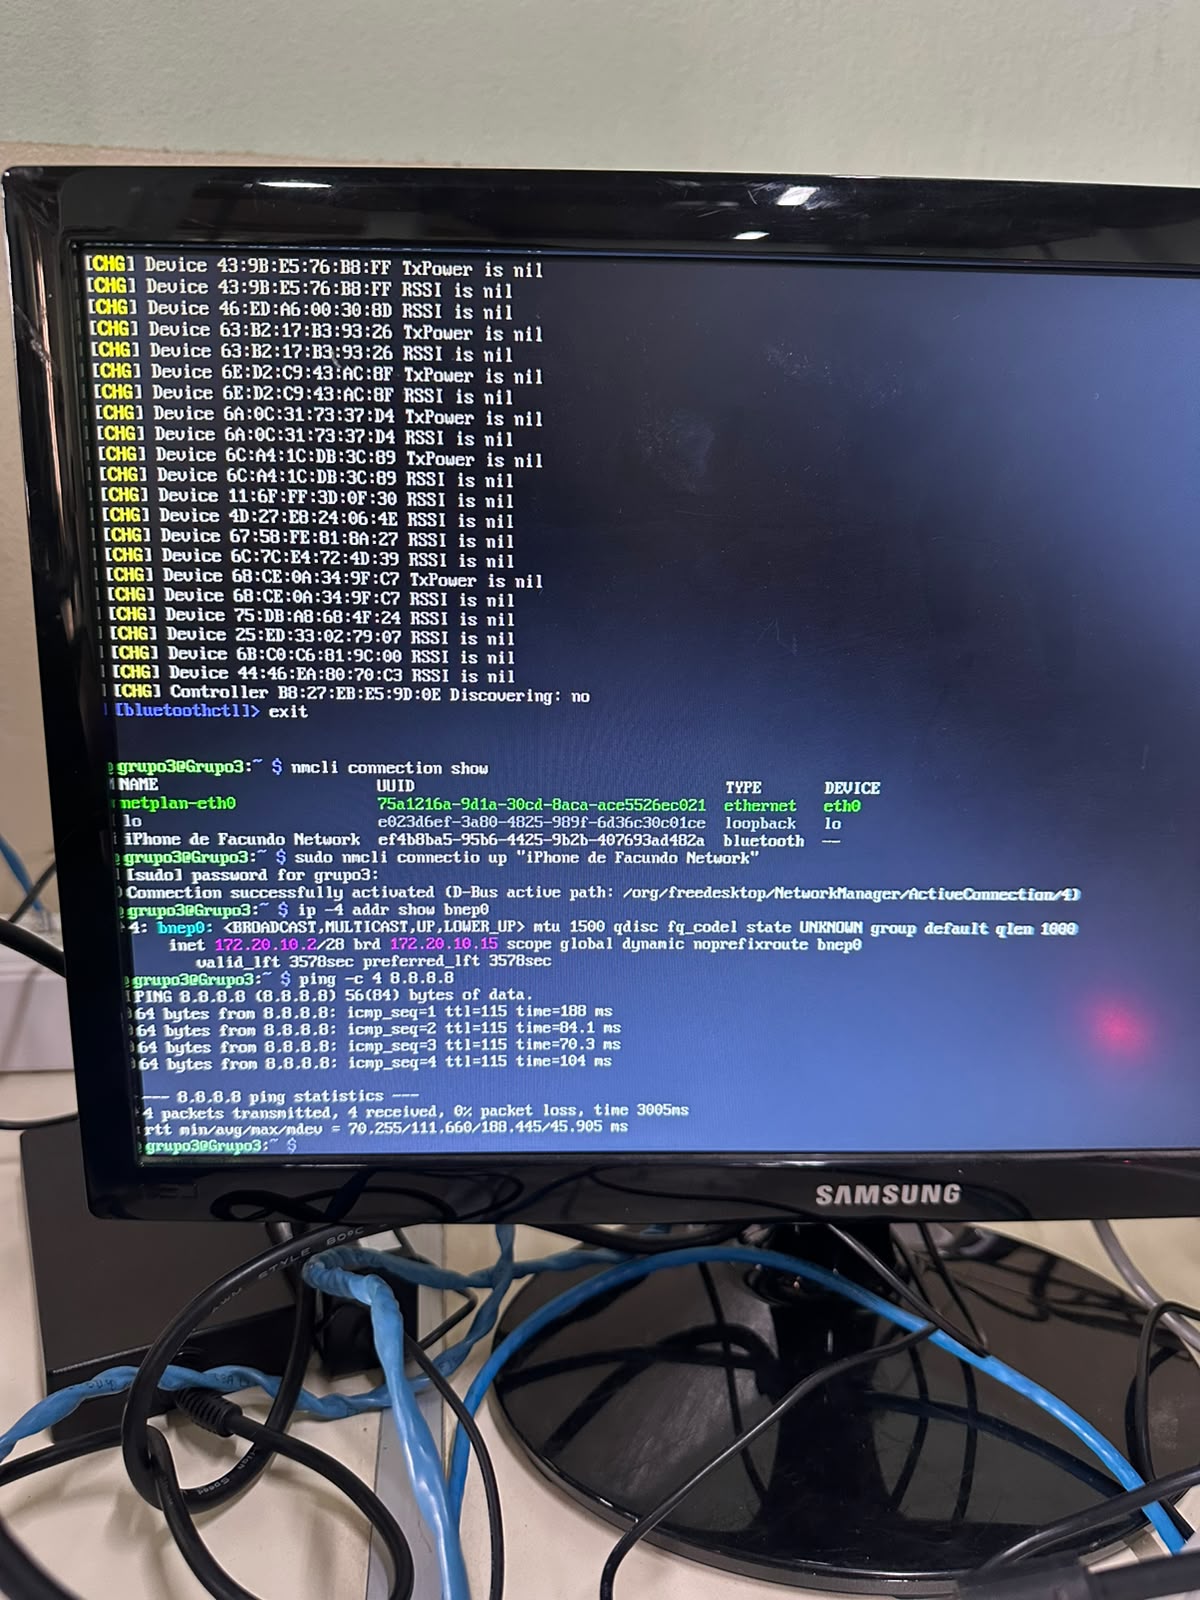 [CHG] Device 43:9B:E5:76:B8:FF TxPower is nil
[CHG] Device 43:9B:E5:76:B8:FF RSSI is nil
[CHG] Device 46:ED:A6:00:30:8D RSSI is nil
[CHG] Device 63:B2:17:B3:93:26 TxPower is nil
[CHG] Device 63:B2:17:B3:93:26 RSSI is nil
[CHG] Device 6E:D2:C9:43:AC:8F TxPower is nil
[CHG] Device 6E:D2:C9:43:AC:8F RSSI is nil
[CHG] Device 6A:0C:31:73:37:D4 TxPower is nil
[CHG] Device 6A:0C:31:73:37:D4 RSSI is nil
[CHG] Device 6C:A4:1C:DB:3C:89 TxPower is nil
[CHG] Device 6C:A4:1C:DB:3C:89 RSSI is nil
[CHG] Device 11:6F:FF:3D:0F:30 RSSI is nil
[CHG] Device 4D:27:E8:24:06:4E RSSI is nil
[CHG] Device 67:58:FE:81:8A:27 RSSI is nil
[CHG] Device 6C:7C:E4:72:4D:39 RSSI is nil
[CHG] Device 68:CE:0A:34:9F:C7 TxPower is nil
[CHG] Device 68:CE:0A:34:9F:C7 RSSI is nil
[CHG] Device 75:DB:A8:68:4F:24 RSSI is nil
[CHG] Device 25:ED:33:02:79:07 RSSI is nil
[CHG] Device 6B:C0:C6:81:9C:00 RSSI is nil
[CHG] Device 44:46:EA:80:70:C3 RSSI is nil
[CHG] Controller B8:27:EB:E5:9D:0E Discovering: no
[bluetoothctl]> exit
grupo3@Grupo3:~ $ nmcli connection show
NAME UUID TYPE DEVICE
netplan-eth0 75a1216a-9d1a-30cd-8aca-ace5526ec021 ethernet eth0
lo e023d6ef-3a80-4825-989f-6d36c30c01ce loopback lo
iPhone de Facundo Network ef4b8ba5-95b6-4425-9b2b-407693ad482a bluetooth --
grupo3@Grupo3:~ $ sudo nmcli connectio up "iPhone de Facundo Network"
[sudo] password for grupo3:
Connection successfully activated (D-Bus active path: /org/freedesktop/NetworkManager/ActiveConnection/4)
grupo3@Grupo3:~ $ ip -4 addr show bnep0
4: bnep0: <BROADCAST,MULTICAST,UP,LOWER_UP> mtu 1500 qdisc fq_codel state UNKNOWN group default qlen 1000
inet 172.20.10.2/28 brd 172.20.10.15 scope global dynamic noprefixroute bnep0
valid_lft 3578sec preferred_lft 3578sec
grupo3@Grupo3:~ $ ping -c 4 8.8.8.8
PING 8.8.8.8 (8.8.8.8) 56(84) bytes of data.
64 bytes from 8.8.8.8: icmp_seq=1 ttl=115 time=188 ms
64 bytes from 8.8.8.8: icmp_seq=2 ttl=115 time=84.1 ms
64 bytes from 8.8.8.8: icmp_seq=3 ttl=115 time=70.3 ms
64 bytes from 8.8.8.8: icmp_seq=4 ttl=115 time=104 ms
--- 8.8.8.8 ping statistics ---
4 packets transmitted, 4 received, 0% packet loss, time 3005ms
rtt min/avg/max/mdev = 70.255/111.660/188.445/45.905 ms
grupo3@Grupo3:~ $
SAMSUNG
STYLE